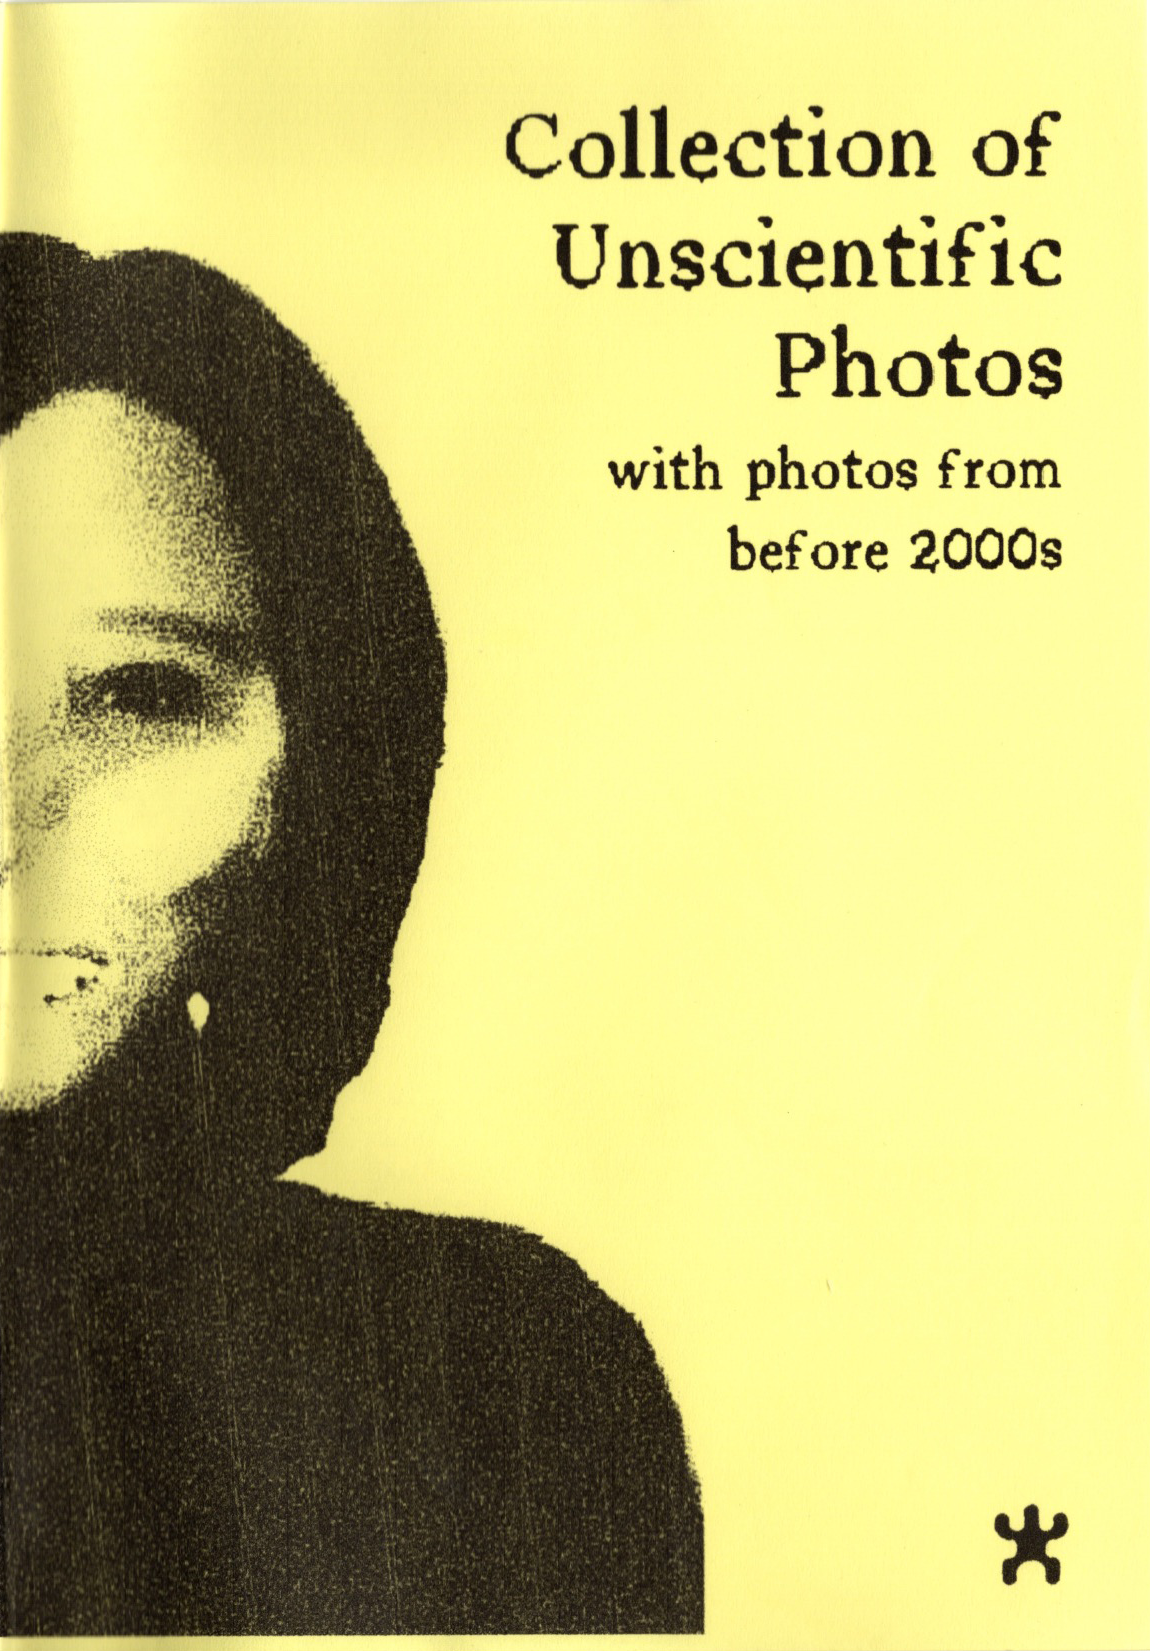 Collection of
Unscientific
Photos
with photos from
before 2000s